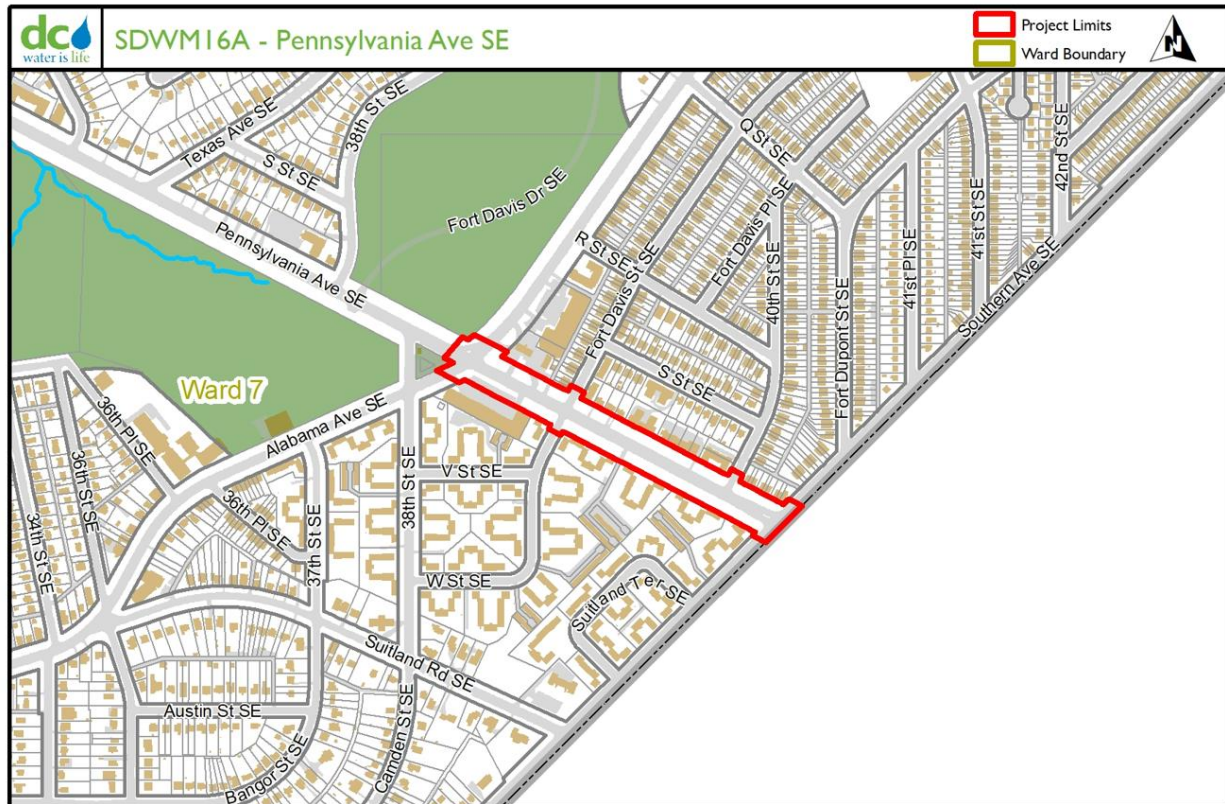 dc
water is life
SDWM16A - Pennsylvania Ave SE
Project Limits
Ward Boundary
N
Texas Ave SE
38th St SE
S St SE
Fort Davis Dr SE
Pennsylvania Ave SE
Q St SE
42nd St SE
41st St SE
Fort Davis Pl SE
R St SE
Fort Davis St SE
40th St SE
41st Pl SE
Southern Ave SE
Fort Dupont St SE
S St SE
Ward 7
36th Pl SE
Alabama Ave SE
36th St SE
38th St SE
V St SE
34th St SE
36th Pl SE
37th St SE
W St SE
Suitland Ter SE
Suitland Rd SE
Austin St SE
Camden St SE
Bangor St SE